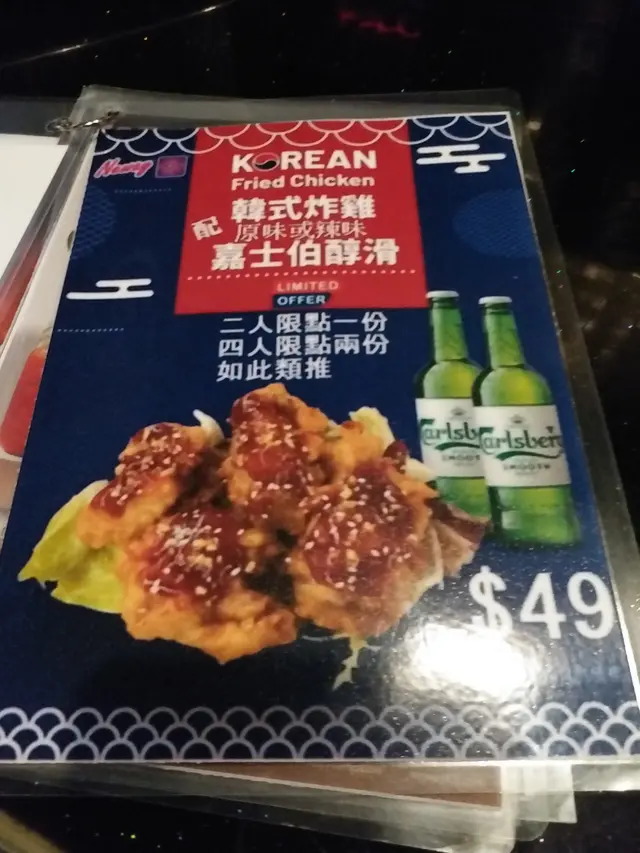 KOREAN
Fried Chicken
韓式炸雞
配 原味或辣味
嘉士伯醇滑
LIMITED
OFFER
二人限點一份
四人限點兩份
如此類推
Carlsberg
SMOOTH
Carlsberg
SMOOTH
$49